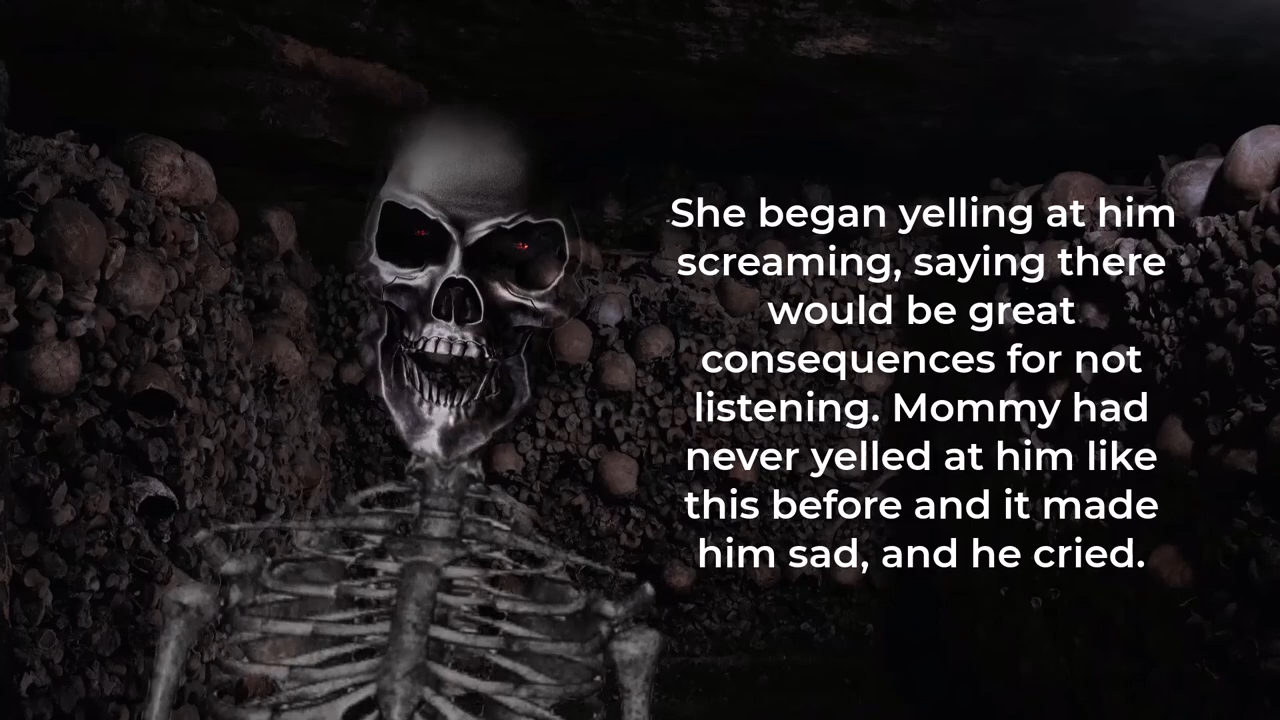 She began yelling at him
screaming, saying there
would be great
consequences for not
listening. Mommy had
never yelled at him like
this before and it made
him sad, and he cried.